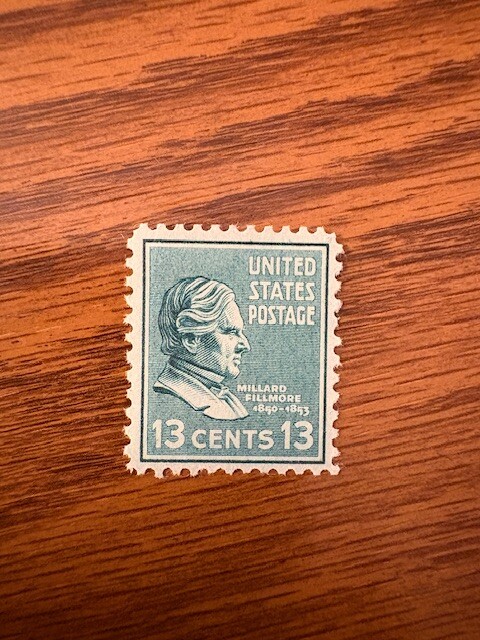 UNITED
STATES
POSTAGE
MILLARD
FILLMORE
1850-1853
13 CENTS 13